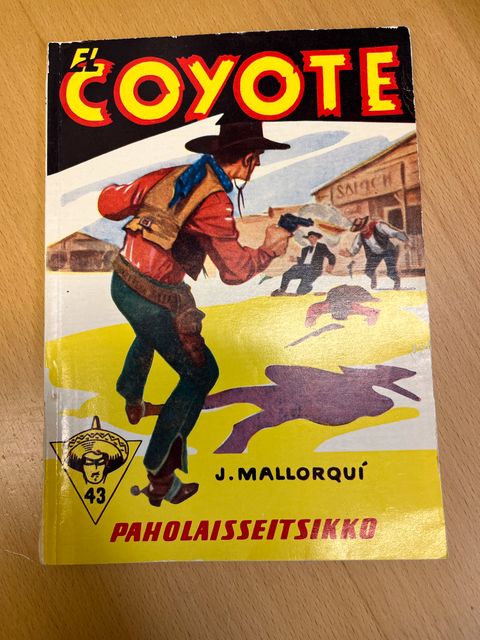 EL
COYOTE
SALOON
43
J. MALLORQUÍ
PAHOLAISSEITSIKKO